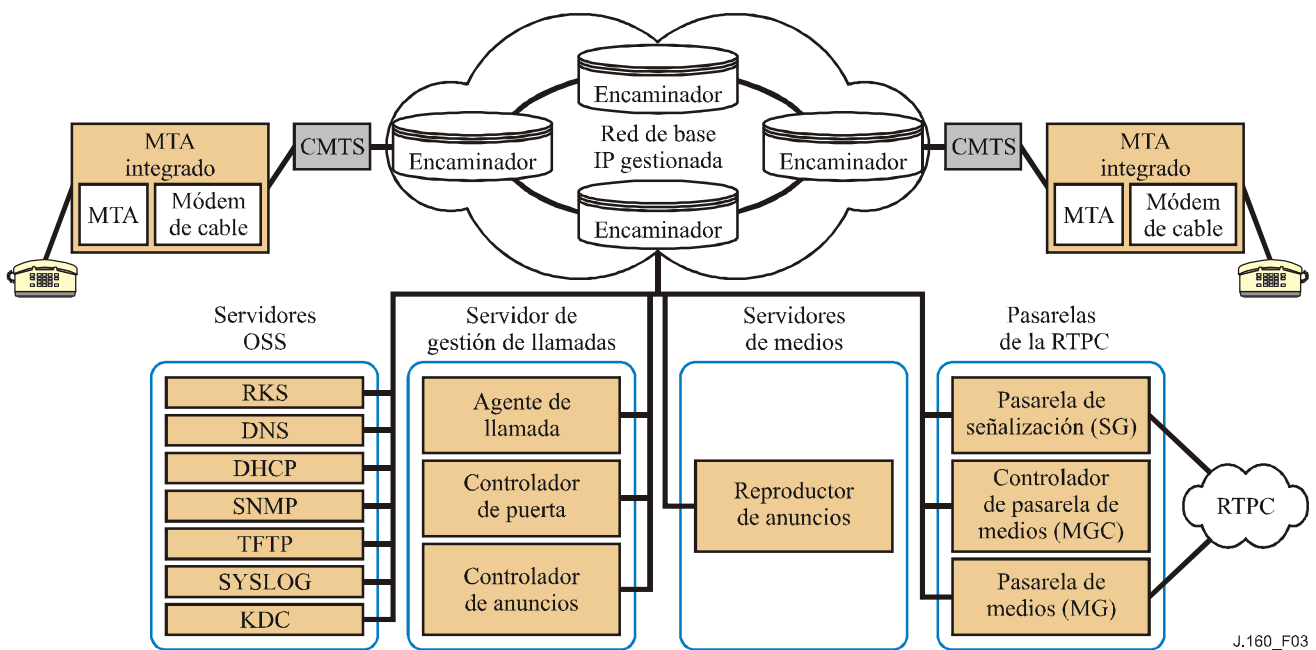 Encaminador
Red de base
IP gestionada
Encaminador
Encaminador
Encaminador
MTA
integrado
MTA
Módem
de cable
CMTS
CMTS
MTA
integrado
MTA
Módem
de cable
Servidores
OSS
RKS
DNS
DHCP
SNMP
TFTP
SYSLOG
KDC
Servidor de
gestión de llamadas
Agente de
llamada
Controlador
de puerta
Controlador
de anuncios
Servidores
de medios
Reproductor
de anuncios
Pasarelas
de la RTPC
Pasarela de
señalización (SG)
Controlador
de pasarela de
medios (MGC)
Pasarela de
medios (MG)
RTPC
J.160_F03